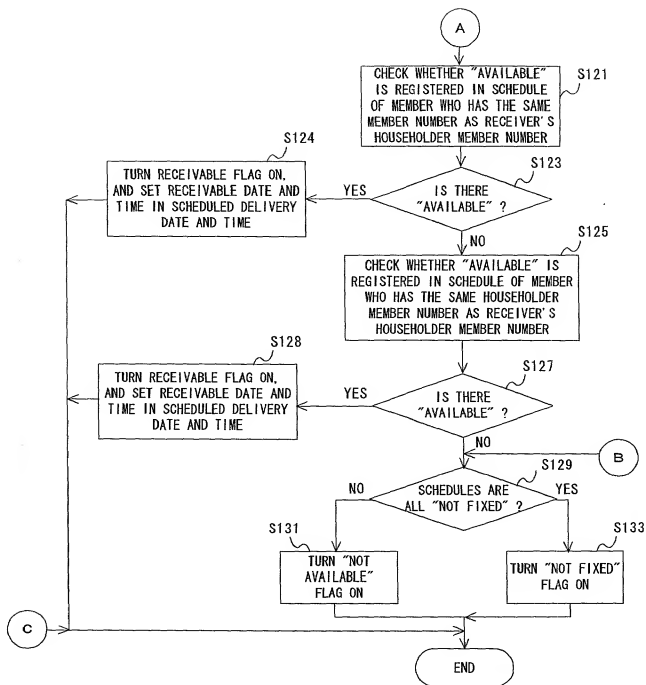 A
S121
CHECK WHETHER "AVAILABLE"
IS REGISTERED IN SCHEDULE
OF MEMBER WHO HAS THE SAME
MEMBER NUMBER AS RECEIVER'S
HOUSEHOLDER MEMBER NUMBER
S124
TURN RECEIVABLE FLAG ON,
AND SET RECEIVABLE DATE AND
TIME IN SCHEDULED DELIVERY
DATE AND TIME
YES
S123
IS THERE
"AVAILABLE" ?
NO
S125
CHECK WHETHER "AVAILABLE" IS
REGISTERED IN SCHEDULE OF MEMBER
WHO HAS THE SAME HOUSEHOLDER
MEMBER NUMBER AS RECEIVER'S
HOUSEHOLDER MEMBER NUMBER
S128
TURN RECEIVABLE FLAG ON,
AND SET RECEIVABLE DATE AND
TIME IN SCHEDULED DELIVERY
DATE AND TIME
YES
S127
IS THERE
"AVAILABLE" ?
NO
B
S129
NO
SCHEDULES ARE
ALL "NOT FIXED" ?
YES
S131
TURN "NOT
AVAILABLE"
FLAG ON
S133
TURN "NOT FIXED"
FLAG ON
C
END